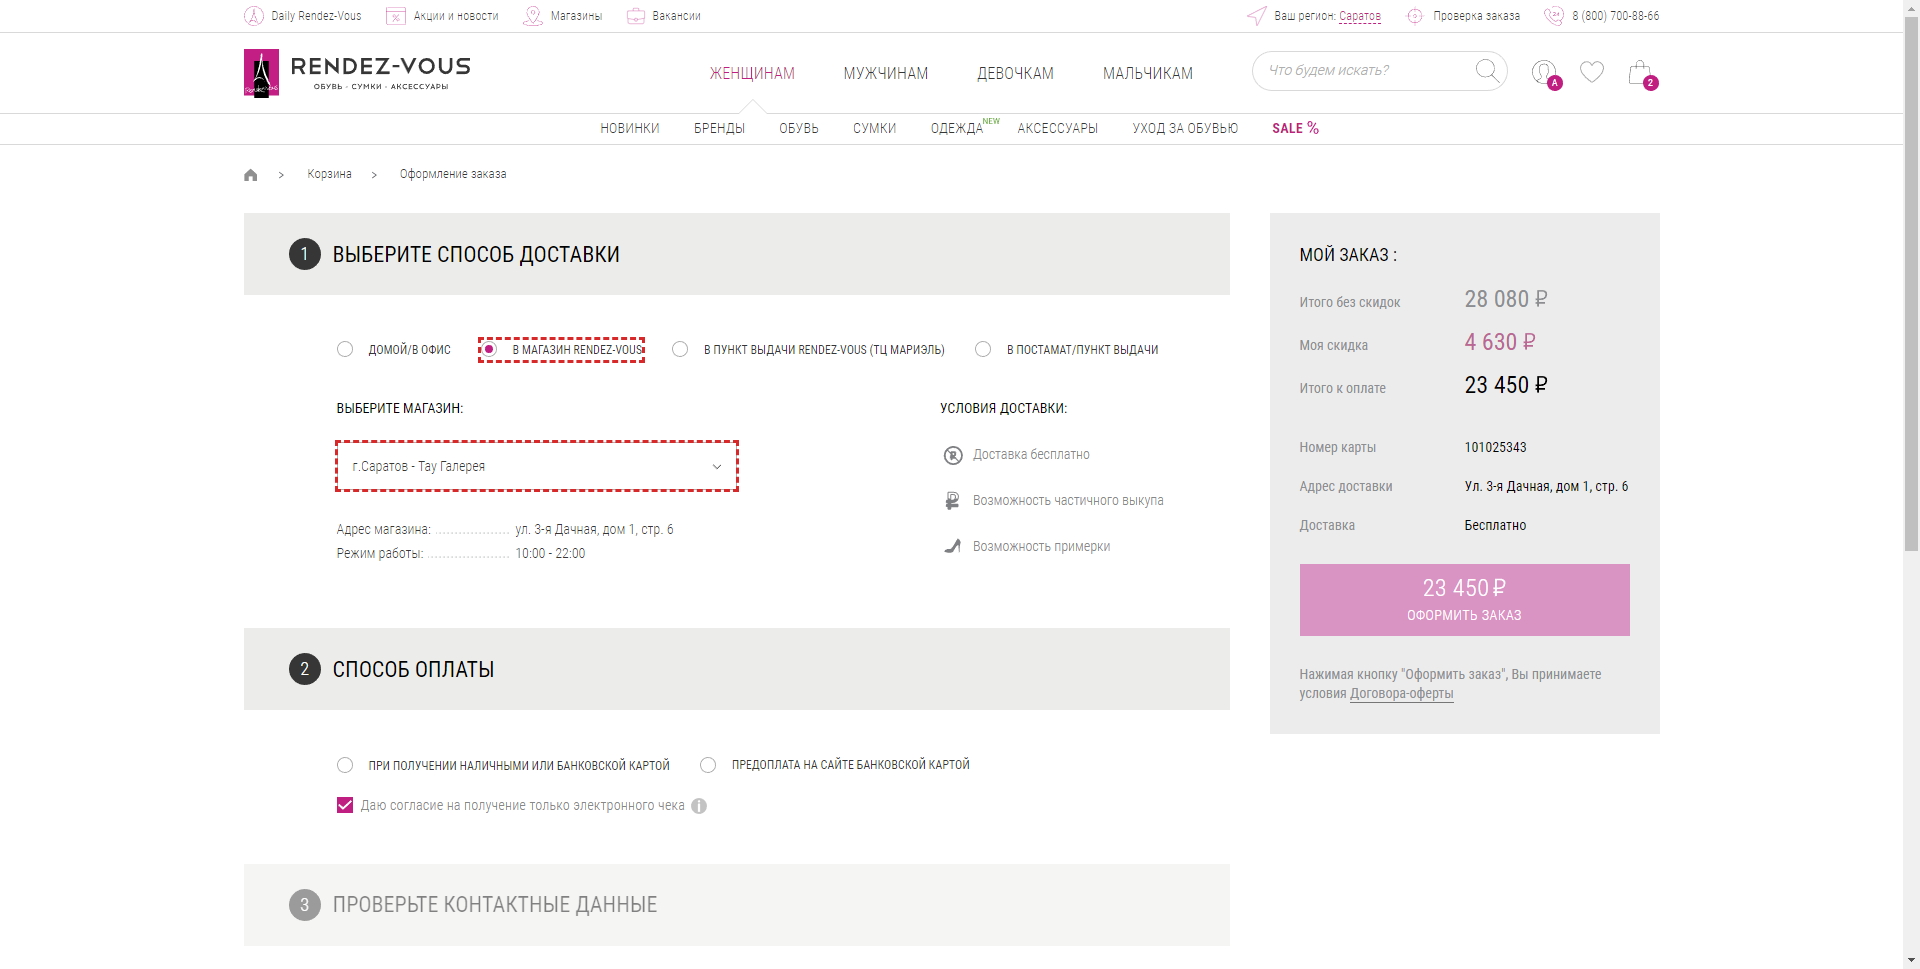 Daily Rendez-Vous
Акции и новости
Магазины
Вакансии
Ваш регион: Саратов
Проверка заказа
8 (800) 700-88-66
RENDEZ-VOUS
ОБУВЬ · СУМКИ · АКСЕССУАРЫ
ЖЕНЩИНАМ
МУЖЧИНАМ
ДЕВОЧКАМ
МАЛЬЧИКАМ
Что будем искать?
A
2
НОВИНКИ
БРЕНДЫ
ОБУВЬ
СУМКИ
ОДЕЖДА NEW
АКСЕССУАРЫ
УХОД ЗА ОБУВЬЮ
SALE %
Корзина > Оформление заказа
1 ВЫБЕРИТЕ СПОСОБ ДОСТАВКИ
ДОМОЙ/В ОФИС
В МАГАЗИН RENDEZ-VOUS
В ПУНКТ ВЫДАЧИ RENDEZ-VOUS (ТЦ МАРИЭЛЬ)
В ПОСТАМАТ/ПУНКТ ВЫДАЧИ
ВЫБЕРИТЕ МАГАЗИН:
г.Саратов - Тау Галерея
Адрес магазина: ул. 3-я Дачная, дом 1, стр. 6
Режим работы: 10:00 - 22:00
УСЛОВИЯ ДОСТАВКИ:
Доставка бесплатно
Возможность частичного выкупа
Возможность примерки
2 СПОСОБ ОПЛАТЫ
ПРИ ПОЛУЧЕНИИ НАЛИЧНЫМИ ИЛИ БАНКОВСКОЙ КАРТОЙ
ПРЕДОПЛАТА НА САЙТЕ БАНКОВСКОЙ КАРТОЙ
Даю согласие на получение только электронного чека
3 ПРОВЕРЬТЕ КОНТАКТНЫЕ ДАННЫЕ
МОЙ ЗАКАЗ :
Итого без скидок 28 080 ₽
Моя скидка 4 630 ₽
Итого к оплате 23 450 ₽
Номер карты 101025343
Адрес доставки Ул. 3-я Дачная, дом 1, стр. 6
Доставка Бесплатно
23 450 ₽
ОФОРМИТЬ ЗАКАЗ
Нажимая кнопку "Оформить заказ", Вы принимаете
условия Договора-оферты